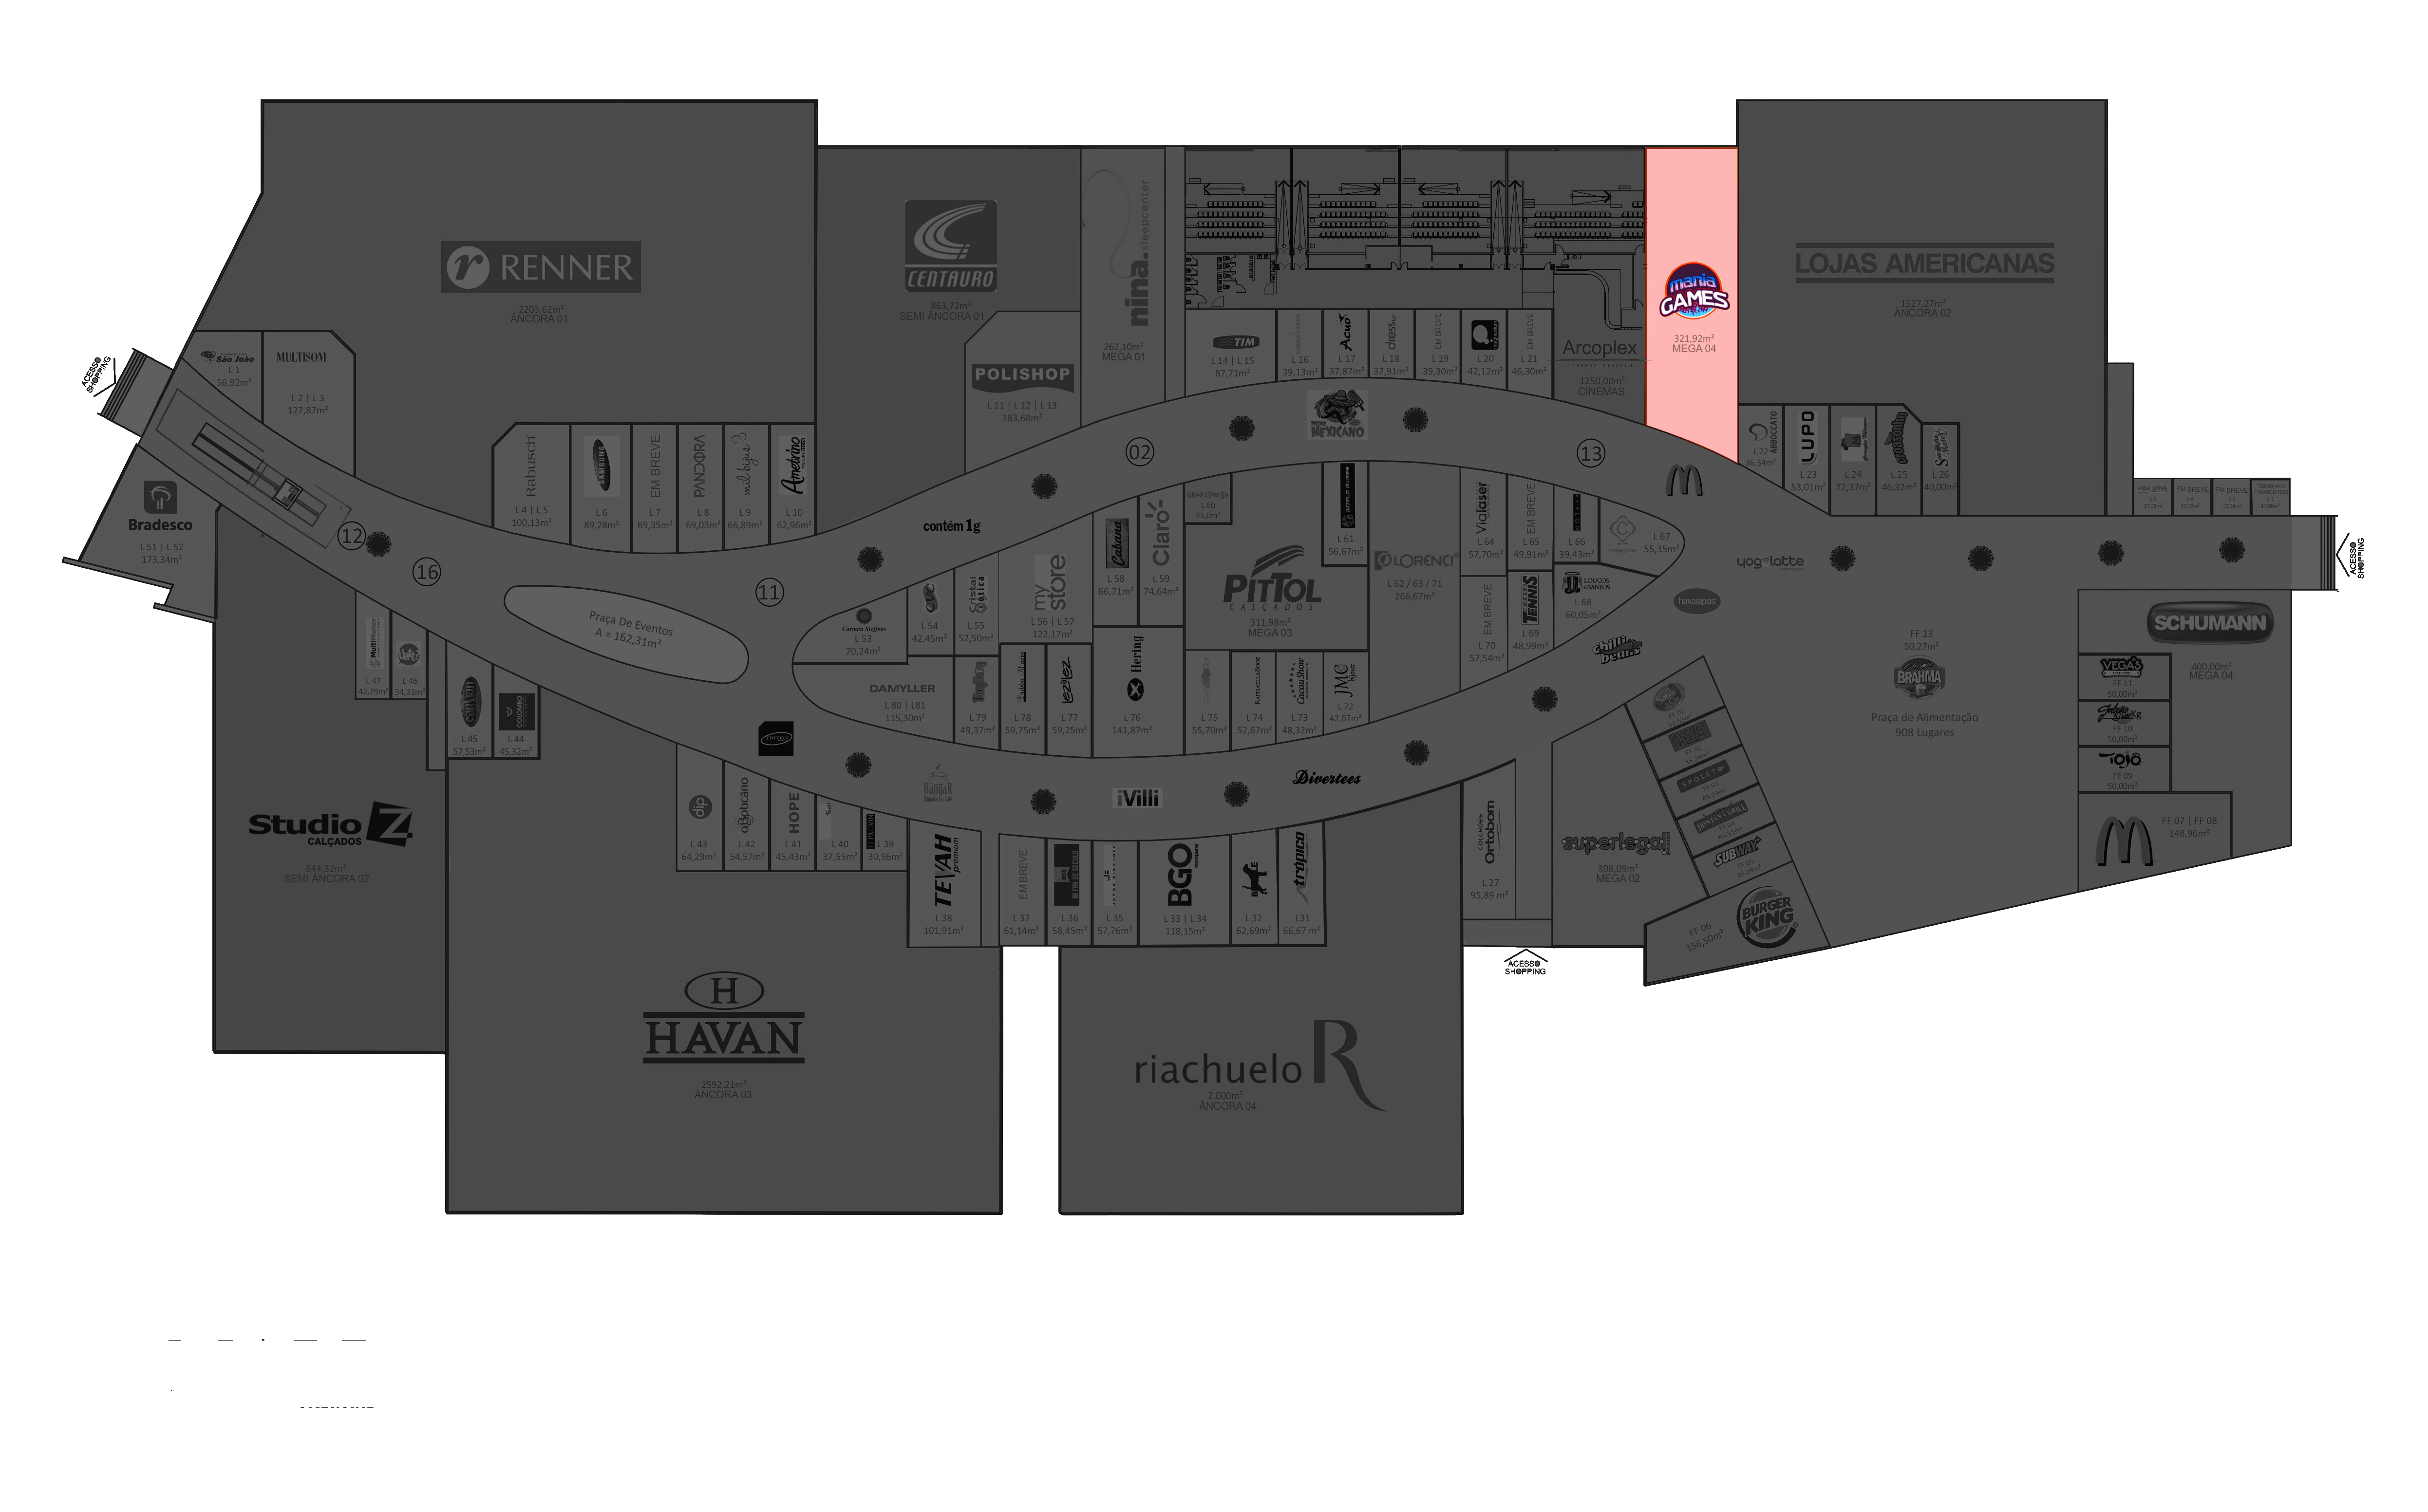 RENNER
2203,62m²
ÂNCORA 01
CENTAURO
863,72m²
SEMI ÂNCORA 01
nina.sleepcenter
262,10m²
MEGA 01
mania
GAMES
321,92m²
MEGA 04
LOJAS AMERICANAS
1527,27m²
ÂNCORA 02
São João
L 1
56,92m²
MULTISOM
L 2 | L 3
127,87m²
ACESSO
SHOPPING
POLISHOP
L 11 | L 12 | L 13
183,68m²
TIM
L 14 | L 15
87,71m²
L 16
39,13m²
Acuo
L 17
37,87m²
dress
L 18
37,91m²
EM BREVE
L 19
39,30m²
L 20
42,12m²
EM BREVE
L 21
46,30m²
Arcoplex
1250,00m²
CINEMAS
MEXICANO
Rabusch
L 4 | L 5
100,13m²
SAMSUNG
L 6
89,28m²
EM BREVE
L 7
69,35m²
PANDORA
L 8
69,03m²
mil bijus
L 9
66,89m²
Ametrino
L 10
62,96m²
ABBOCCATO
L 22
36,34m²
LUPO
L 23
53,01m²
L 24
72,37m²
CroaSonho
L 25
46,32m²
L 26
40,00m²
EM BREVE
EM BREVE
Bradesco
L 51 | L 52
173,34m²
12
16
11
02
13
contém 1g
Praça De Eventos
A = 162,31m²
Carmen Steffens
L 53
70,24m²
L 54
42,45m²
Cristal
ótica
L 55
52,50m²
my
store
L 56 | L 57
122,17m²
Cabana
L 58
66,71m²
Claro
L 59
74,64m²
L 60
25,0m²
PITTOL
CALÇADOS
311,98m²
MEGA 03
L 61
56,67m²
LORENCI
L 62 / 63 / 71
266,67m²
Vialaser
L 64
57,70m²
EM BREVE
L 65
49,91m²
L 66
39,43m²
L 67
55,35m²
LOUCOS & SANTOS
L 68
60,05m²
TENNIS
L 69
48,99m²
EM BREVE
L 70
57,54m²
yogelatte
havaianas
chilli
beans
FF 13
50,27m²
BRAHMA
Praça de Alimentação
908 Lugares
ACESSO
SHOPPING
SCHUMANN
400,00m²
MEGA 04
VEGAS
FF 11
50,00m²
FF 10
50,00m²
Tojô
FF 09
50,00m²
FF 07 | FF 08
148,96m²
L 47
42,79m²
L 46
34,33m²
L 45
57,53m²
COLOMBO
L 44
45,32m²
DAMYLLER
L 80 | L81
115,30m²
L 79
49,37m²
L 78
59,75m²
Lez a Lez
L 77
59,25m²
Hering
L 76
141,87m²
L 75
55,70m²
L 74
52,67m²
Cacau Show
L 73
48,32m²
JMC
bijoux
L 72
42,67m²
iVilli
Divertees
Studio Z
CALÇADOS
844,32m²
SEMI ÂNCORA 02
dip
L 43
64,29m²
oBoticário
L 42
54,57m²
HOPE
L 41
45,43m²
L 40
37,55m²
L 39
30,96m²
TEVAH
premium
L 38
101,91m²
EM BREVE
L 37
61,14m²
L 36
58,45m²
L 35
57,76m²
BGO
company
L 33 | L 34
118,15m²
L 32
62,69m²
trópico
L31
66,67 m²
COLCHÕES
Ortobom
L 27
95,89 m²
superlegal
308,09m²
MEGA 02
SPOLETO
SUBWAY
BURGER
KING
FF 06
156,50m²
ACESSO
SHOPPING
HAVAN
2592,21m²
ÂNCORA 03
riachuelo
2.000m²
ÂNCORA 04